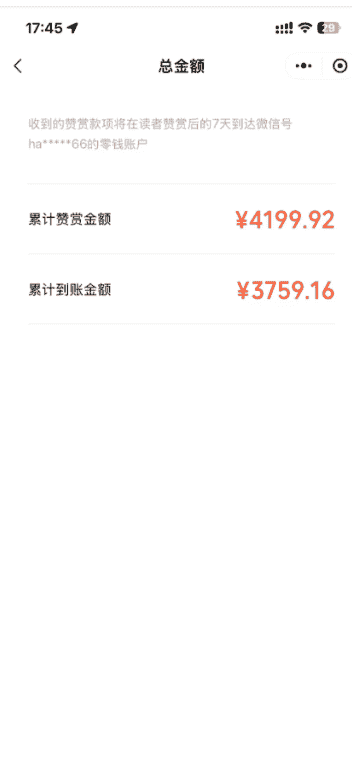 17:45
29
总金额
收到的赞赏款项将在读者赞赏后的7天到达微信号
ha*****66的零钱账户
累计赞赏金额 ¥4199.92
累计到账金额 ¥3759.16